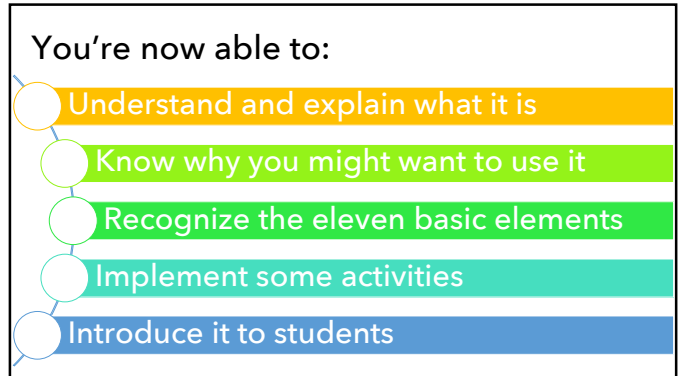 You’re now able to:
Understand and explain what it is
Know why you might want to use it
Recognize the eleven basic elements
Implement some activities
Introduce it to students